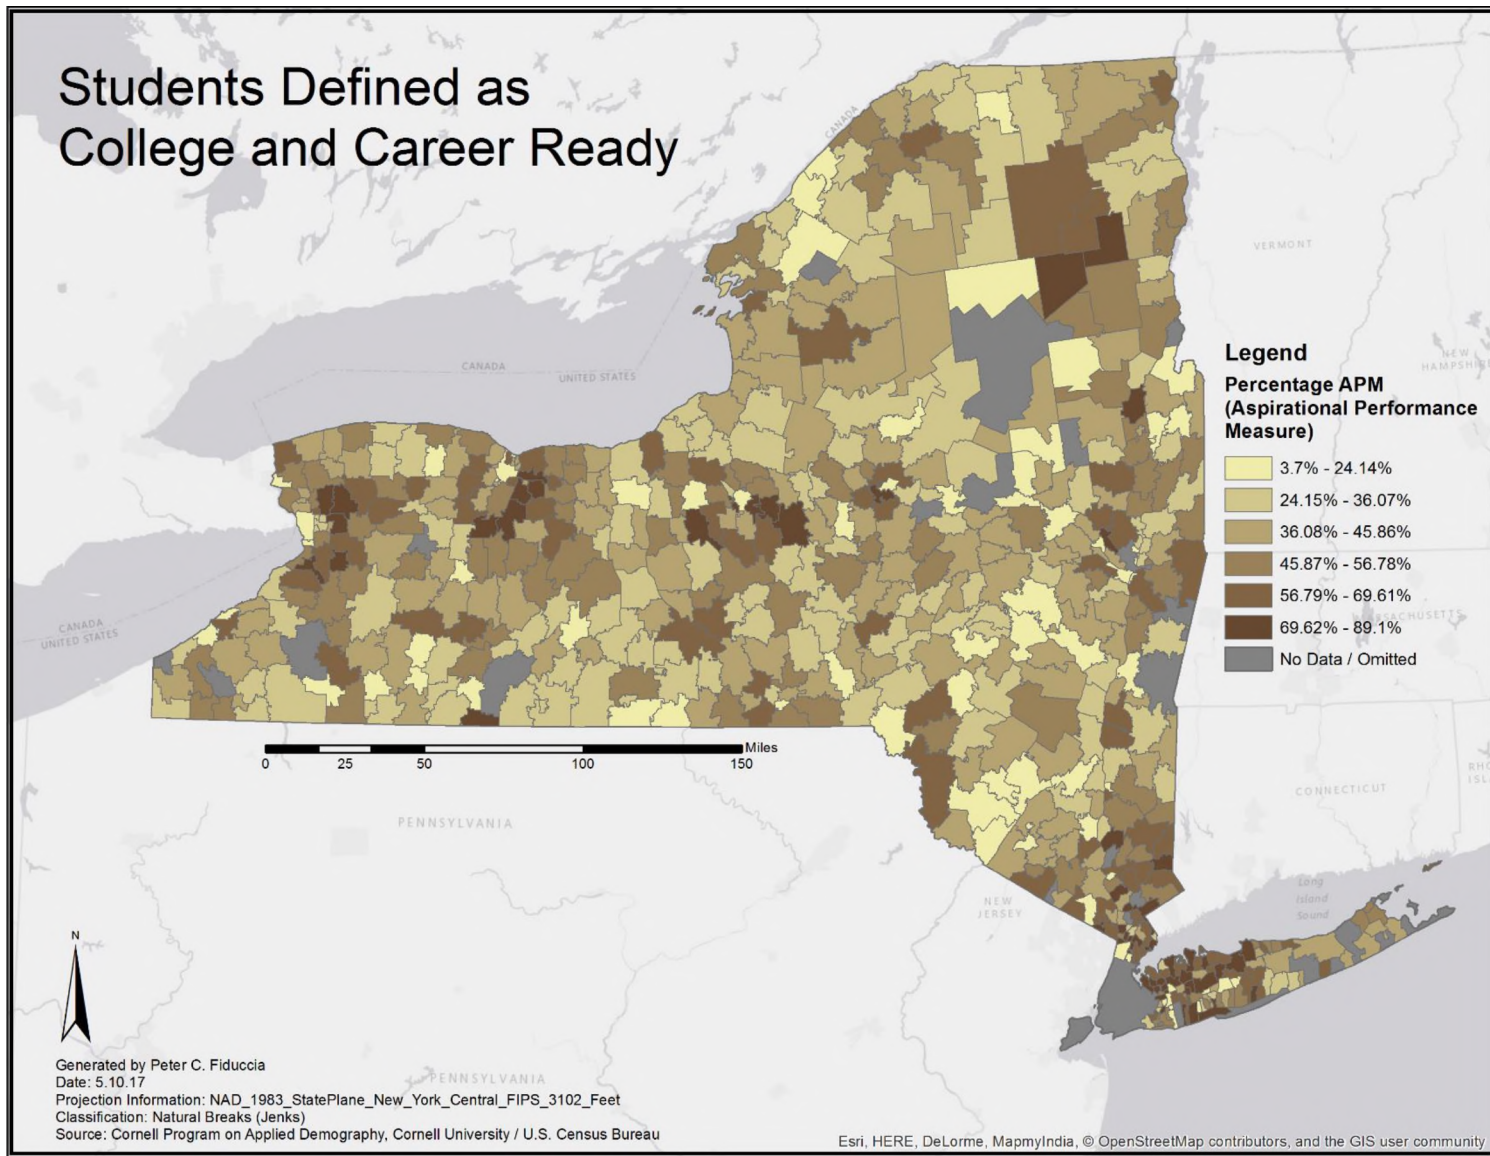 Students Defined as
College and Career Ready
CANADA
VERMONT
NEW
HAMPSHIRE
CANADA
UNITED STATES
Legend
Percentage APM
(Aspirational Performance
Measure)
3.7% - 24.14%
24.15% - 36.07%
36.08% - 45.86%
45.87% - 56.78%
56.79% - 69.61%
69.62% - 89.1%
No Data / Omitted
CANADA
UNITED STATES
Miles
0 25 50 100 150
CONNECTICUT
PENNSYLVANIA
NEW
JERSEY
Long
Island
Sound
N
Generated by Peter C. Fiduccia
Date: 5.10.17
PENNSYLVANIA
Projection Information: NAD_1983_StatePlane_New_York_Central_FIPS_3102_Feet
Classification: Natural Breaks (Jenks)
Source: Cornell Program on Applied Demography, Cornell University / U.S. Census Bureau
Esri, HERE, DeLorme, MapmyIndia, © OpenStreetMap contributors, and the GIS user community